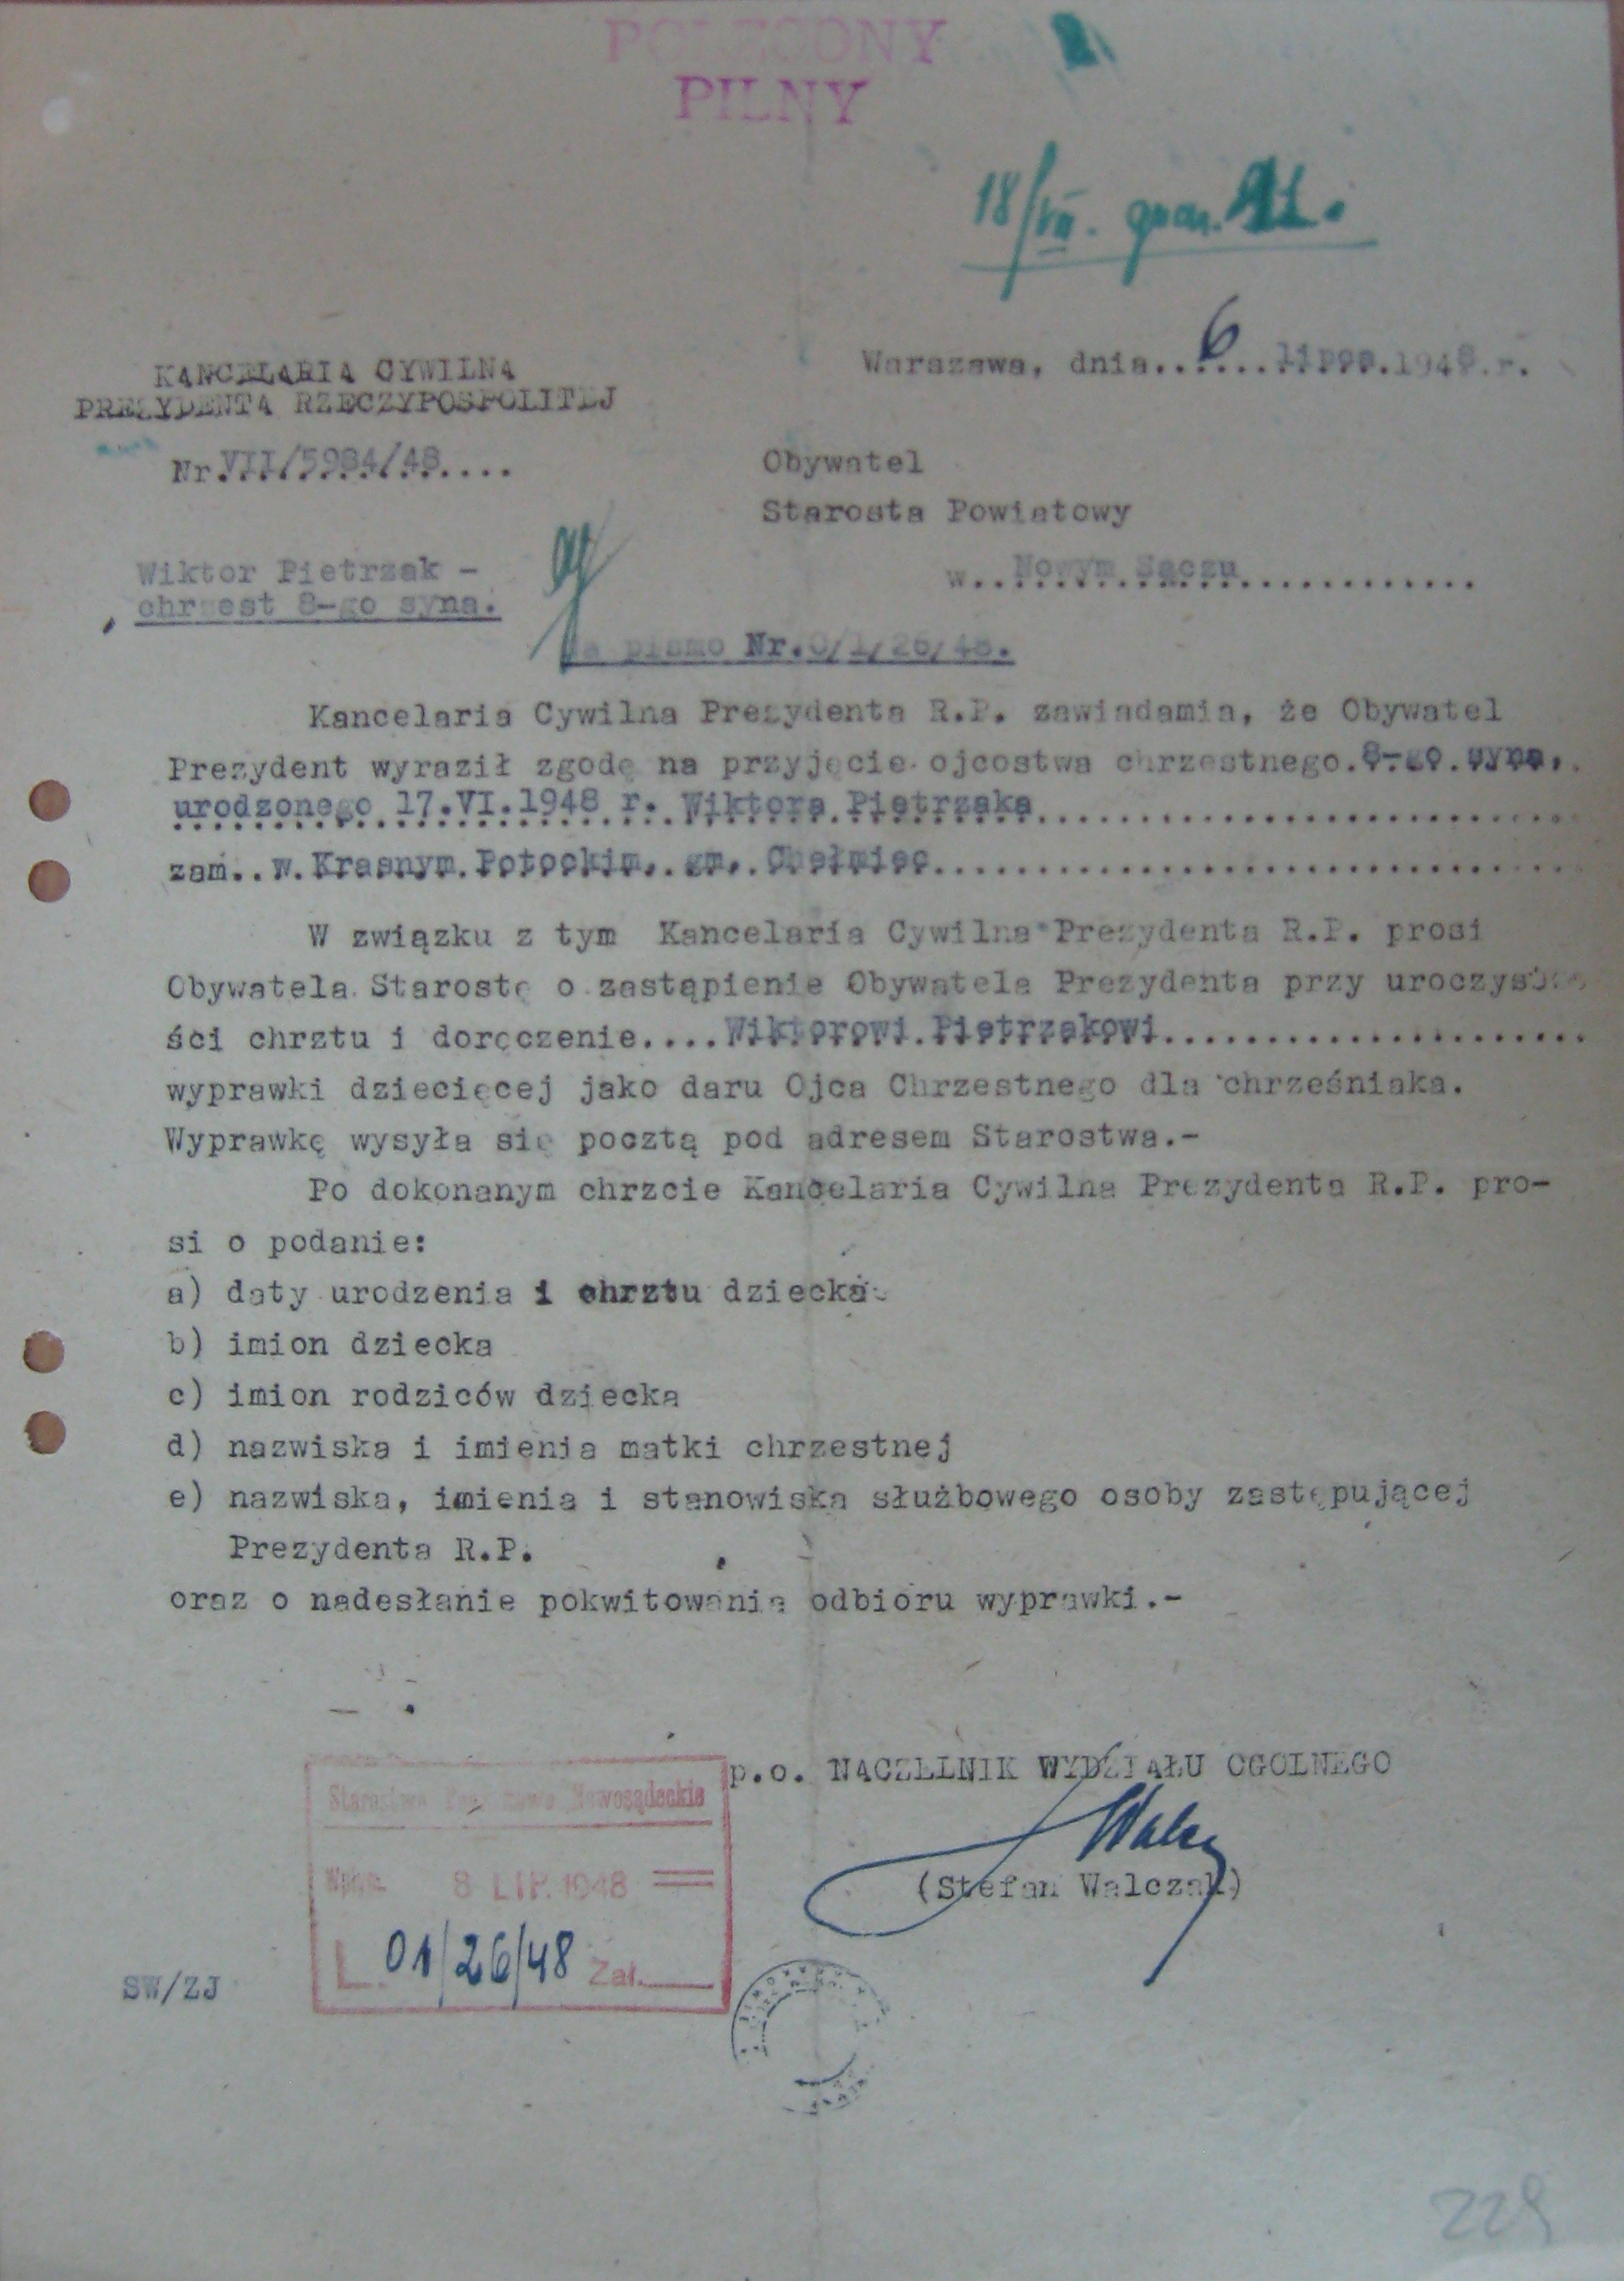 POLECONY
PILNY
18/VII.
Warszawa, dnia..6...lipca.1948.r.
KANCELARIA CYWILNA
PREZYDENTA RZECZYPOSPOLITEJ
Nr.VII/5984/48....
Obywatel
Starosta Powiatowy
w..Nowym Sączu..............
Wiktor Pietrzak -
chrzest 8-go syna.
Na pismo Nr.0/1/26/48.
Kancelaria Cywilna Prezydenta R.P. zawiadamia, że Obywatel
Prezydent wyraził zgodę na przyjęcie ojcostwa chrzestnego.8-go.syna,.
urodzonego 17.VI.1948 r. Wiktora Pietrzaka............................
zam..w.Krasnym.Potockim,.gm,.Chełmiec.................................
W związku z tym Kancelaria Cywilna Prezydenta R.P. prosi
Obywatela Starostę o zastąpienie Obywatela Prezydenta przy uroczysto-
ści chrztu i doręczenie....Wiktorowi.Pietrzakowi......................
wyprawki dziecięcej jako daru Ojca Chrzestnego dla chrześniaka.
Wyprawkę wysyła się pocztą pod adresem Starostwa.-
Po dokonanym chrzcie Kancelaria Cywilna Prezydenta R.P. pro-
si o podanie:
a) daty urodzenia i chrztu dziecka
b) imion dziecka
c) imion rodziców dziecka
d) nazwiska i imienia matki chrzestnej
e) nazwiska, imienia i stanowiska służbowego osoby zastępującej
Prezydenta R.P.
oraz o nadesłanie pokwitowania odbioru wyprawki.-
p.o. NACZELNIK WYDZIAŁU OGOLNEGO
Walcz
(Stefan Walczak)
Starostwo Powiatowe Nowosądeckie
Wpłyn. 8 LIP. 1948
L. 01/26/48 Zał.
SW/ZJ
229